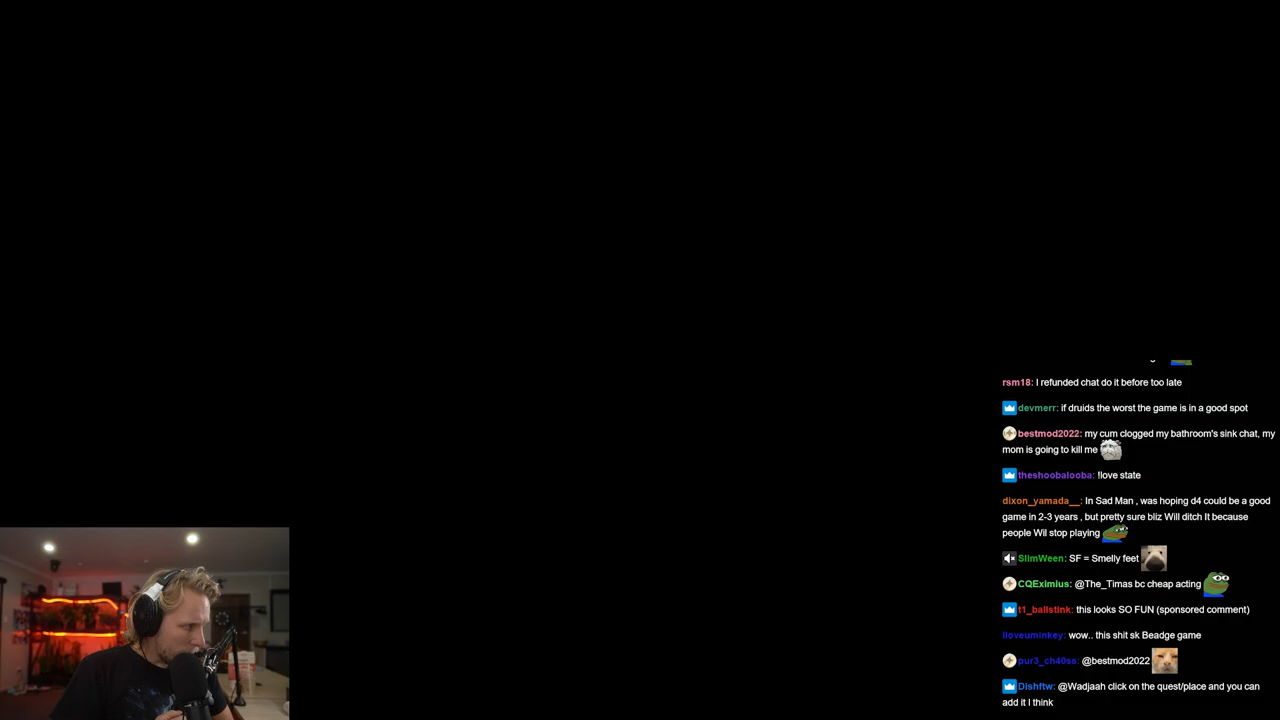 rsm18: I refunded chat do it before too late
devmerr: if druids the worst the game is in a good spot
bestmod2022: my cum clogged my bathroom's sink chat, my
mom is going to kill me
theshoobalooba: !love state
dixon_yamada__: In Sad Man , was hoping d4 could be a good
game in 2-3 years , but pretty sure bliz Will ditch It because
people Wil stop playing
SlimWeen: SF = Smelly feet
CQEximius: @The_Timas bc cheap acting
t1_ballstink: this looks SO FUN (sponsored comment)
Iloveuminkey: wow.. this shit sk Beadge game
pur3_ch40ss: @bestmod2022
Dishftw: @Wadjaah click on the quest/place and you can
add it I think